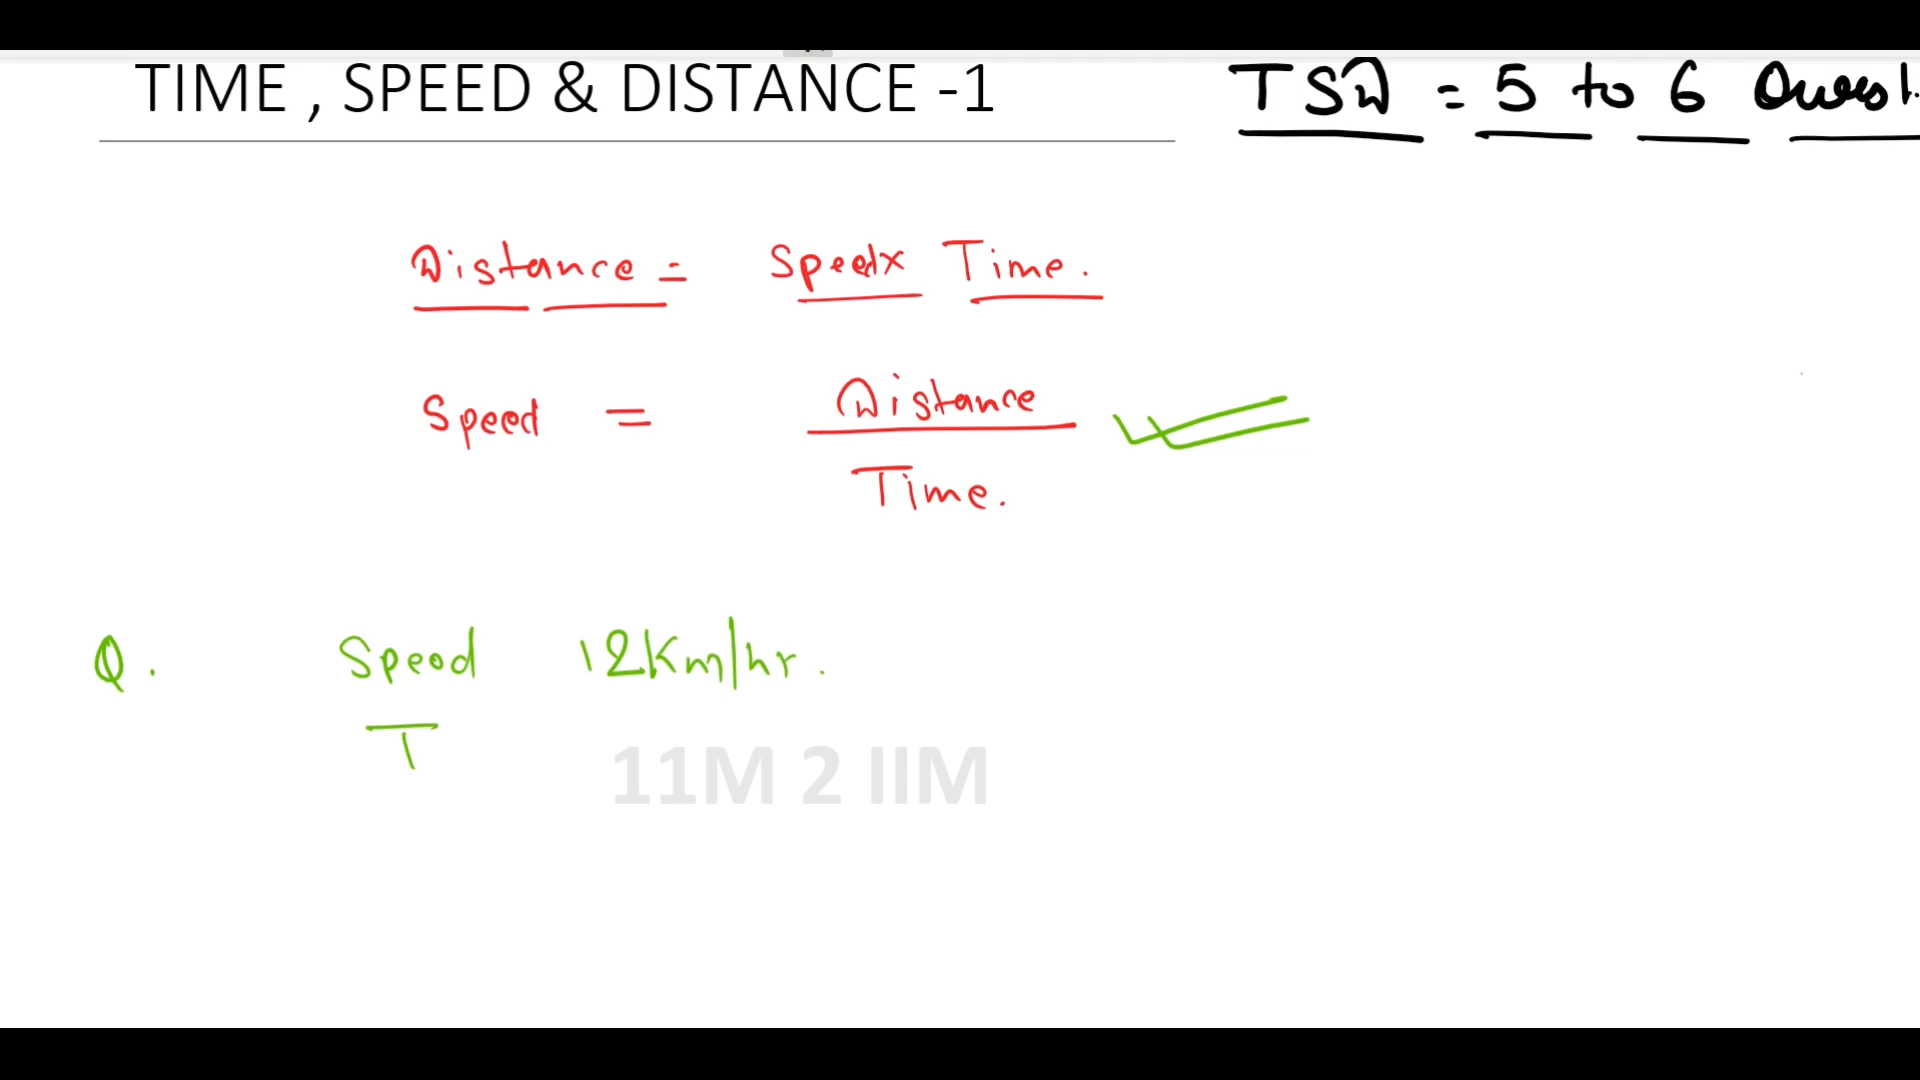 TIME , SPEED & DISTANCE -1
TSD = 5 to 6 Quest.
Distance = Speed x Time.
Speed = Distance
Time.
Q. Speed 12Km/hr.
T
11M 2 IIM